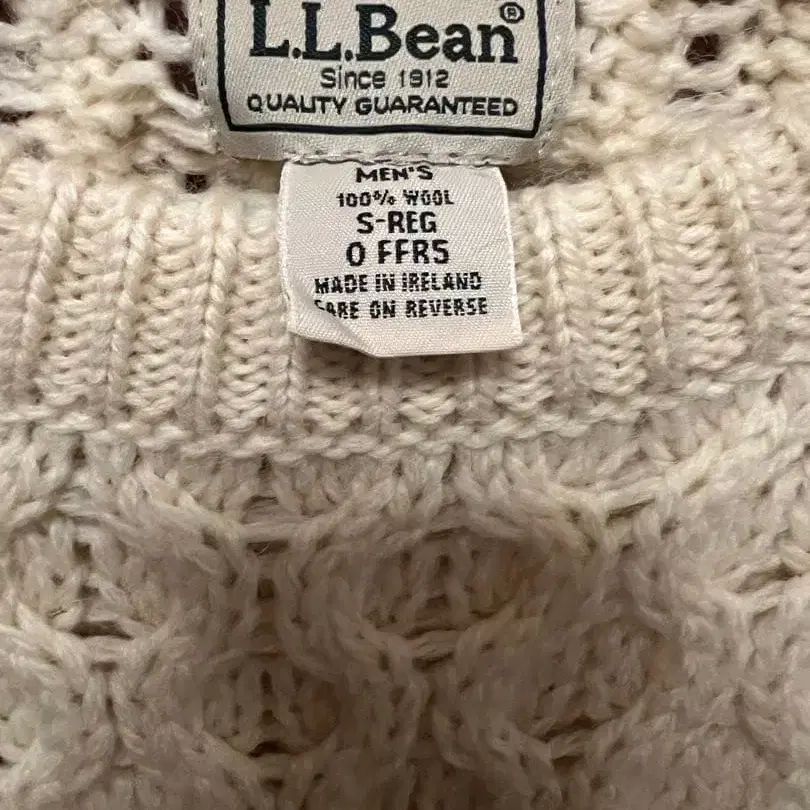 L.L.Bean®
Since 1912
QUALITY GUARANTEED
MEN'S
100% WOOL
S-REG
0 FFR5
MADE IN IRELAND
CARE ON REVERSE